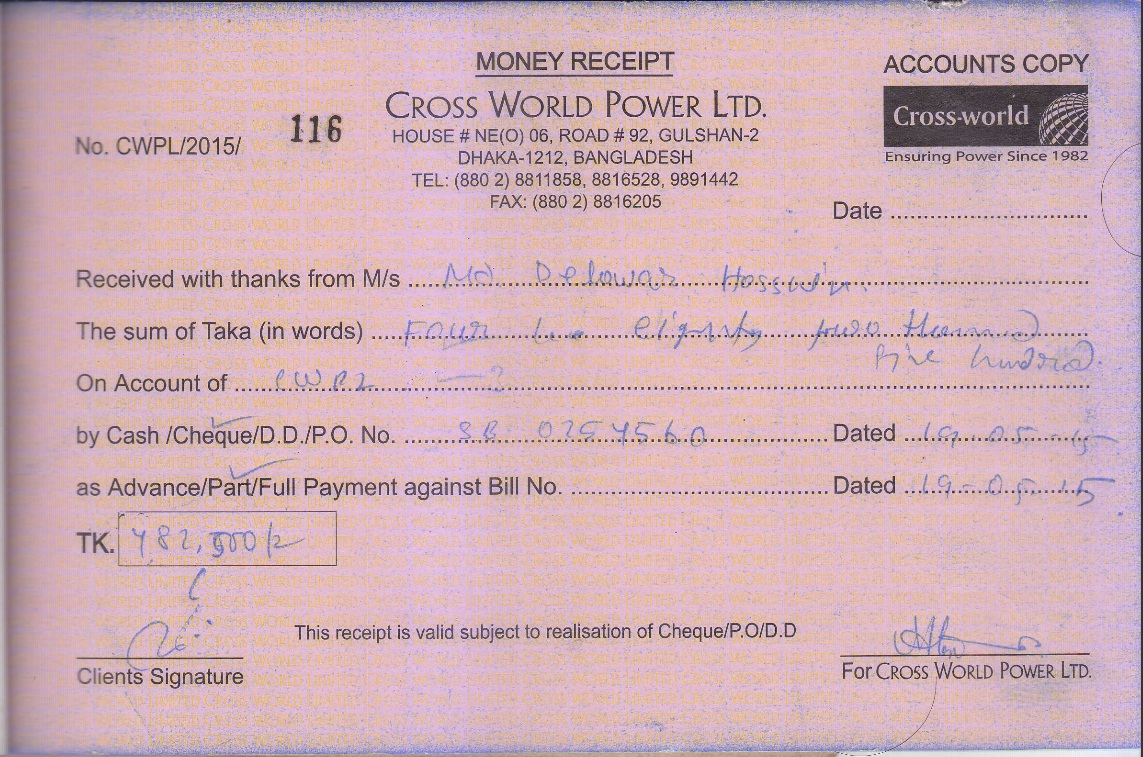 MONEY RECEIPT
ACCOUNTS COPY
CROSS WORLD POWER LTD.
Cross-world
Ensuring Power Since 1982
No. CWPL/2015/ 116
HOUSE # NE(O) 06, ROAD # 92, GULSHAN-2
DHAKA-1212, BANGLADESH
TEL: (880 2) 8811858, 8816528, 9891442
FAX: (880 2) 8816205
Date ..............................
Received with thanks from M/s ... Md Delowar Hossain.
The sum of Taka (in words) ... Four Lac eighty two thousand
five hundred.
On Account of ... CWPL
by Cash /Cheque/D.D./P.O. No. ... SB 0254560 ... Dated ... 19-05-15
as Advance/Part/Full Payment against Bill No. ... Dated ... 19-05-15
TK. 482,500/=
This receipt is valid subject to realisation of Cheque/P.O/D.D
Clients Signature
For CROSS WORLD POWER LTD.